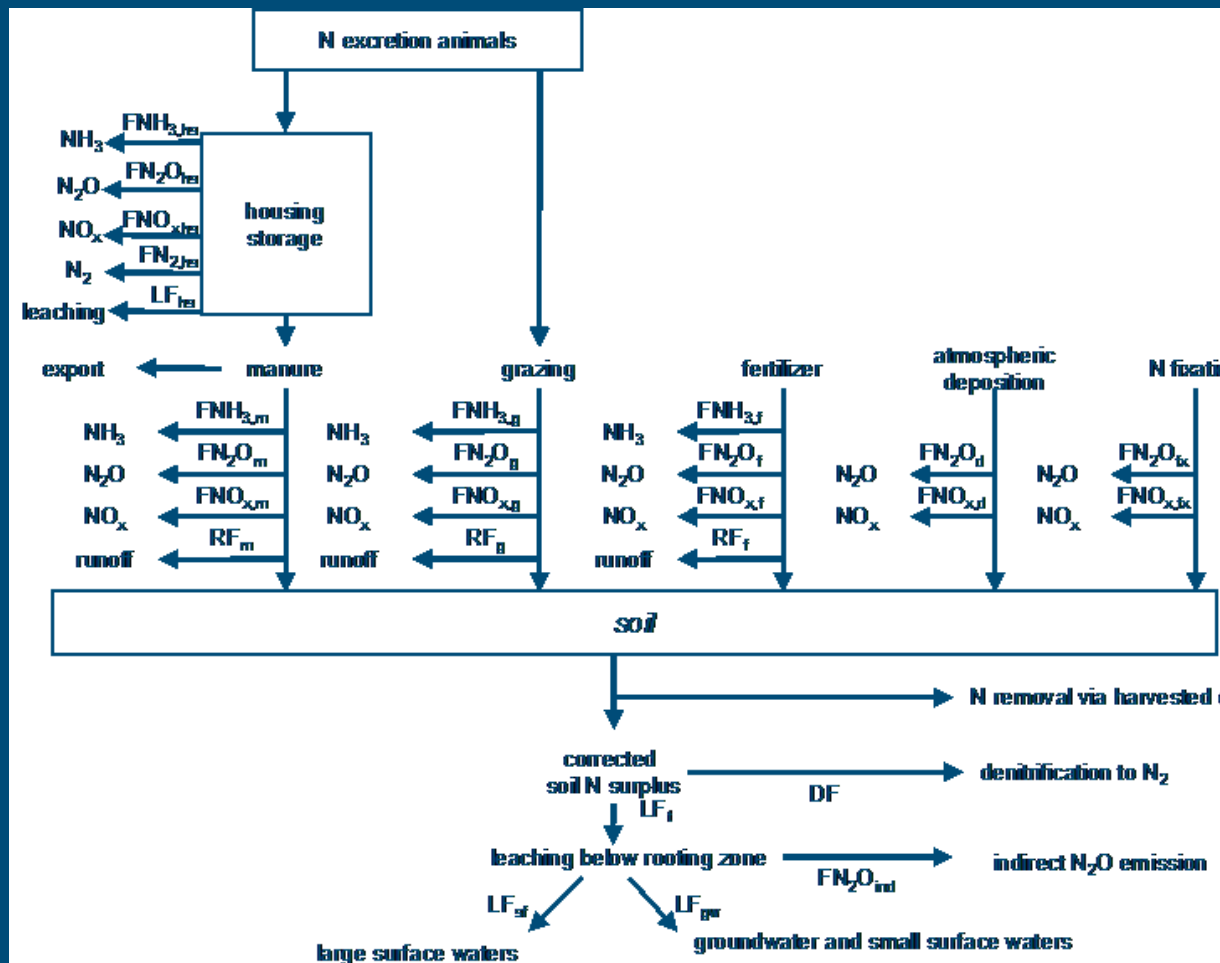 N excretion animals
FNH₃,hs
NH₃
FN₂Ohs
N₂O
FNOx,hs
NOx
FN₂,hs
N₂
LFhs
leaching
housing
storage
export
manure
grazing
fertilizer
atmospheric
deposition
N fixati
FNH₃,m
NH₃
FN₂Om
N₂O
FNOx,m
NOx
RFm
runoff
FNH₃,g
NH₃
FN₂Og
N₂O
FNOx,g
NOx
RFg
runoff
FNH₃,f
NH₃
FN₂Of
N₂O
FNOx,f
NOx
RFf
runoff
FN₂Od
N₂O
FNOx,d
NOx
FN₂Ofx
N₂O
FNOx,fx
NOx
soil
N removal via harvested
corrected
soil N surplus
DF
denitrification to N₂
leaching below rooting zone
FN₂Oind
indirect N₂O emission
LFsf
LFgw
large surface waters
groundwater and small surface waters